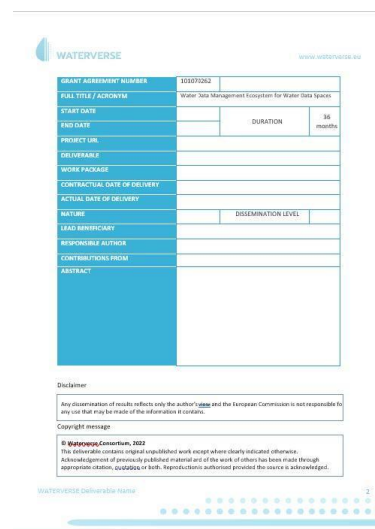 WATERVERSE
www.waterverse.eu
GRANT AGREEMENT NUMBER 101070262
FULL TITLE / ACRONYM Water Data Management Ecosystem for Water Data Spaces
START DATE
END DATE
DURATION
36 months
PROJECT URL
DELIVERABLE
WORK PACKAGE
CONTRACTUAL DATE OF DELIVERY
ACTUAL DATE OF DELIVERY
NATURE DISSEMINATION LEVEL
LEAD BENEFICIARY
RESPONSIBLE AUTHOR
CONTRIBUTIONS FROM
ABSTRACT
Disclaimer
Any dissemination of results reflects only the author's view and the European Commission is not responsible fo
any use that may be made of the information it contains.
Copyright message
© Waterverse Consortium, 2022
This deliverable contains original unpublished work except where clearly indicated otherwise.
Acknowledgement of previously published material and of the work of others has been made through
appropriate citation, quotation or both. Reproduction is authorised provided the source is acknowledged.
WATERVERSE Deliverable Name
2